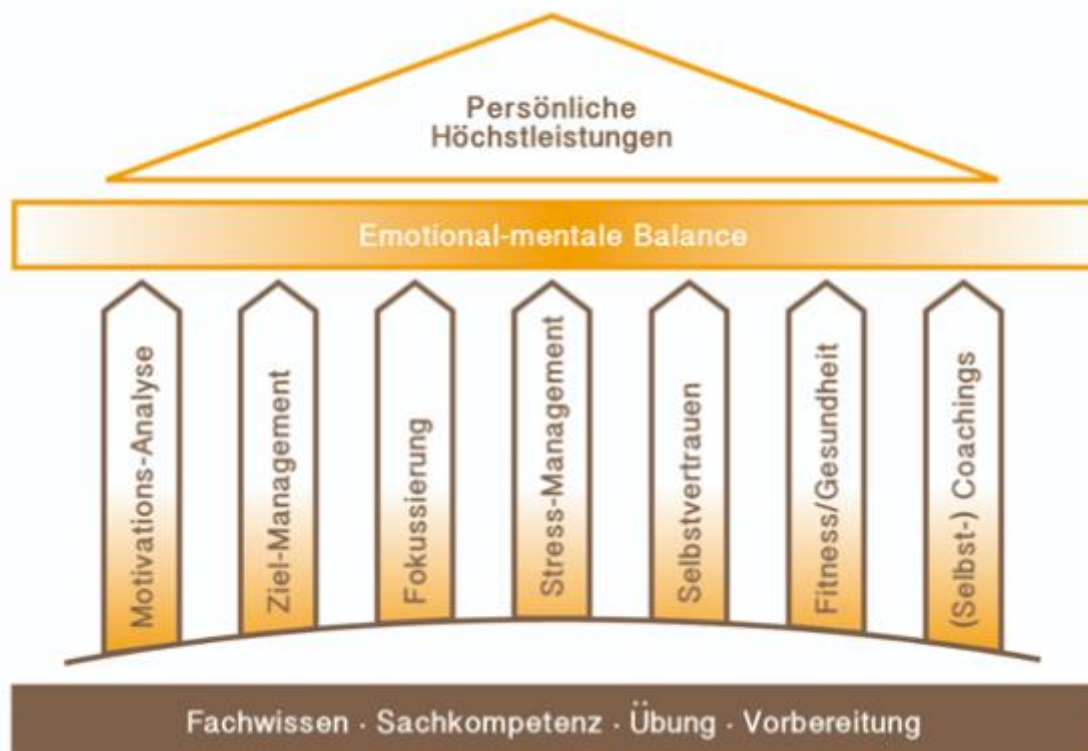 Persönliche
Höchstleistungen
Emotional-mentale Balance
Motivations-Analyse
Ziel-Management
Fokussierung
Stress-Management
Selbstvertrauen
Fitness/Gesundheit
(Selbst-) Coachings
Fachwissen · Sachkompetenz · Übung · Vorbereitung